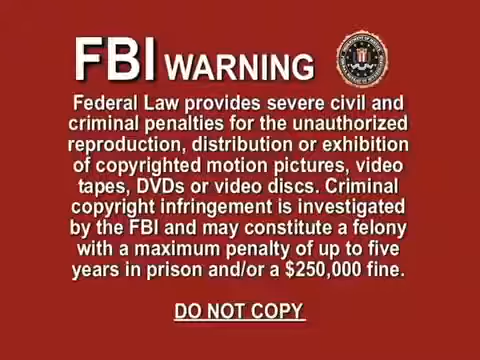 FBI WARNING
Federal Law provides severe civil and
criminal penalties for the unauthorized
reproduction, distribution or exhibition
of copyrighted motion pictures, video
tapes, DVDs or video discs. Criminal
copyright infringement is investigated
by the FBI and may constitute a felony
with a maximum penalty of up to five
years in prison and/or a $250,000 fine.
DO NOT COPY